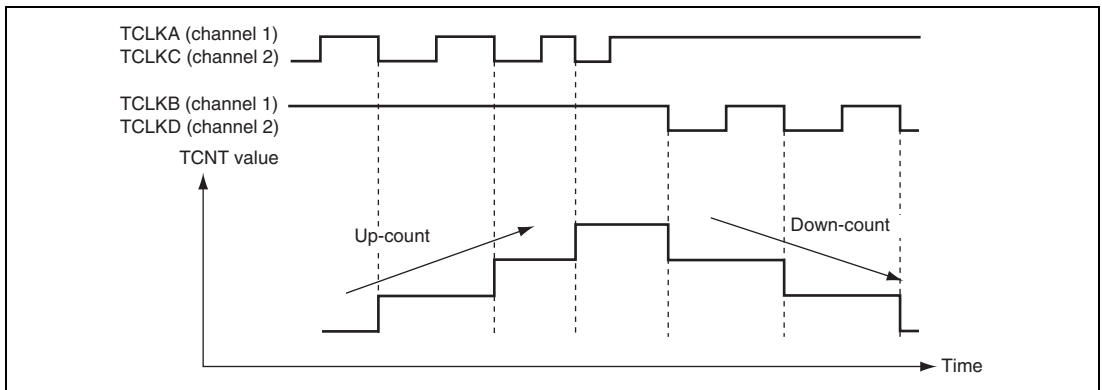 TCLKA (channel 1)
TCLKC (channel 2)
TCLKB (channel 1)
TCLKD (channel 2)
TCNT value
Up-count
Down-count
Time